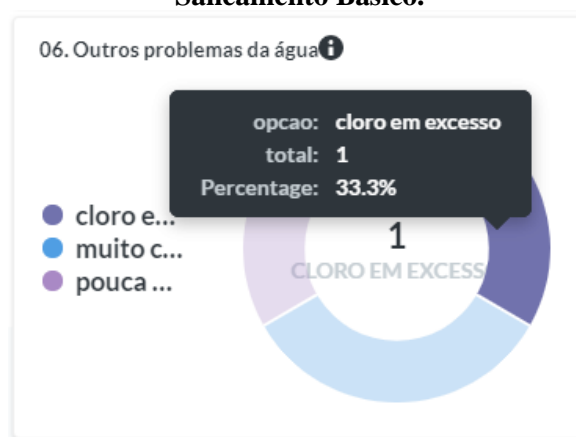 Saneamento Básico.
06. Outros problemas da água
opcao: cloro em excesso
total: 1
Percentage: 33.3%
cloro e...
muito c...
pouca ...
1
CLORO EM EXCESS